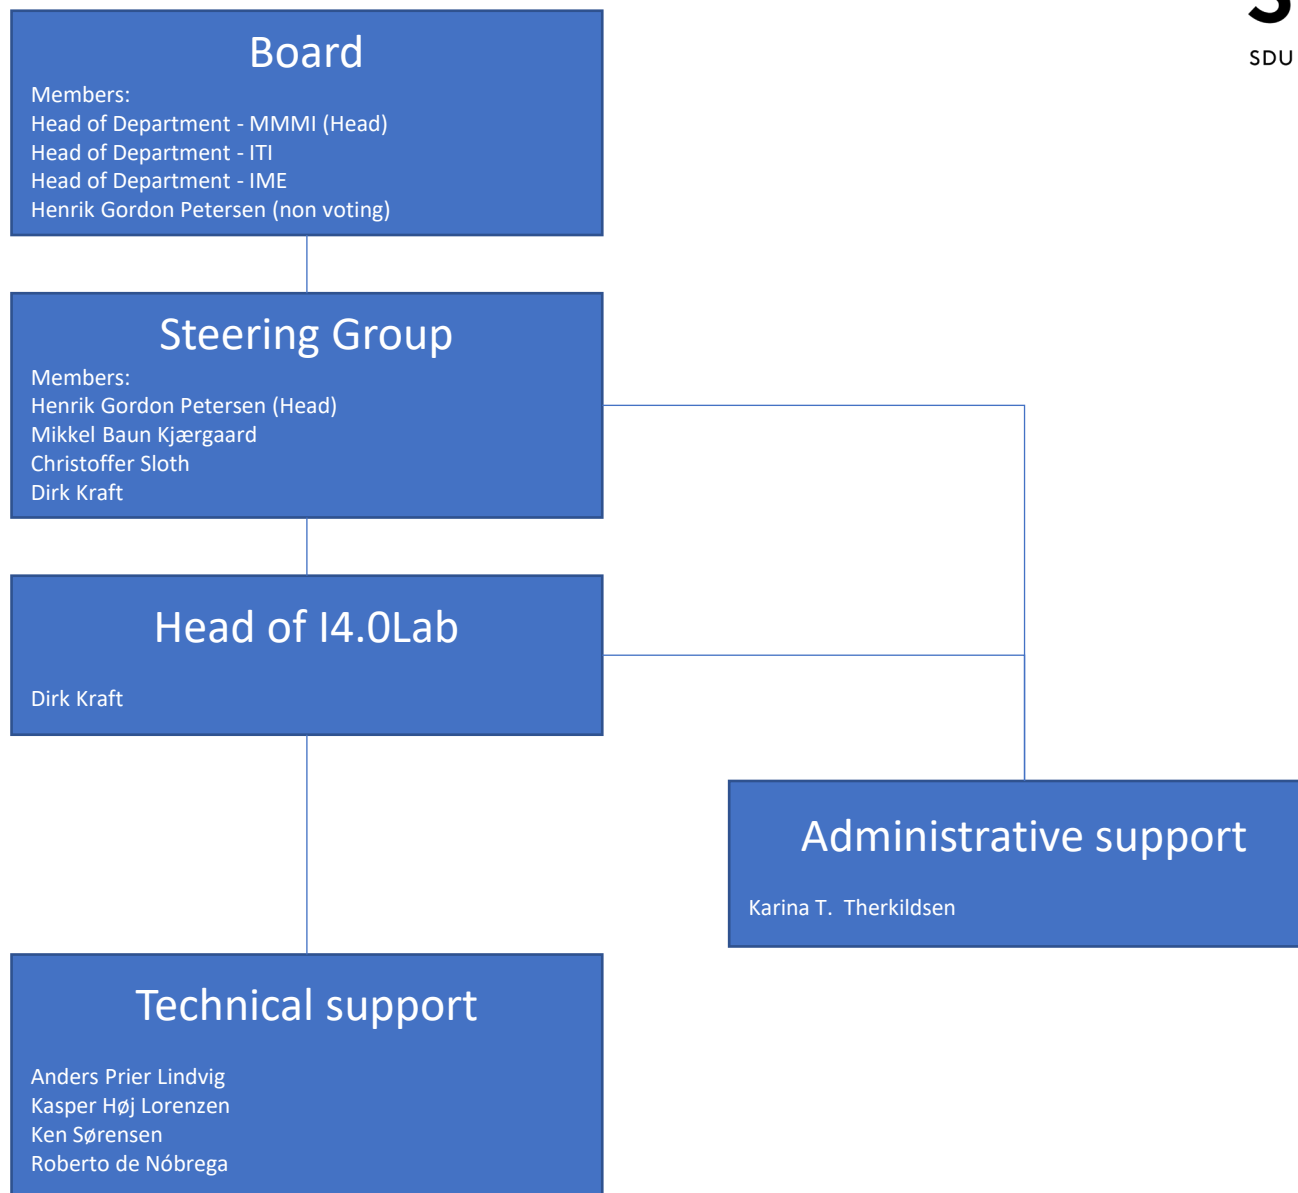 SDU
Board
Members:
Head of Department - MMMI (Head)
Head of Department - ITI
Head of Department - IME
Henrik Gordon Petersen (non voting)
Steering Group
Members:
Henrik Gordon Petersen (Head)
Mikkel Baun Kjærgaard
Christoffer Sloth
Dirk Kraft
Head of I4.0Lab
Dirk Kraft
Administrative support
Karina T.  Therkildsen
Technical support
Anders Prier Lindvig
Kasper Høj Lorenzen
Ken Sørensen
Roberto de Nóbrega